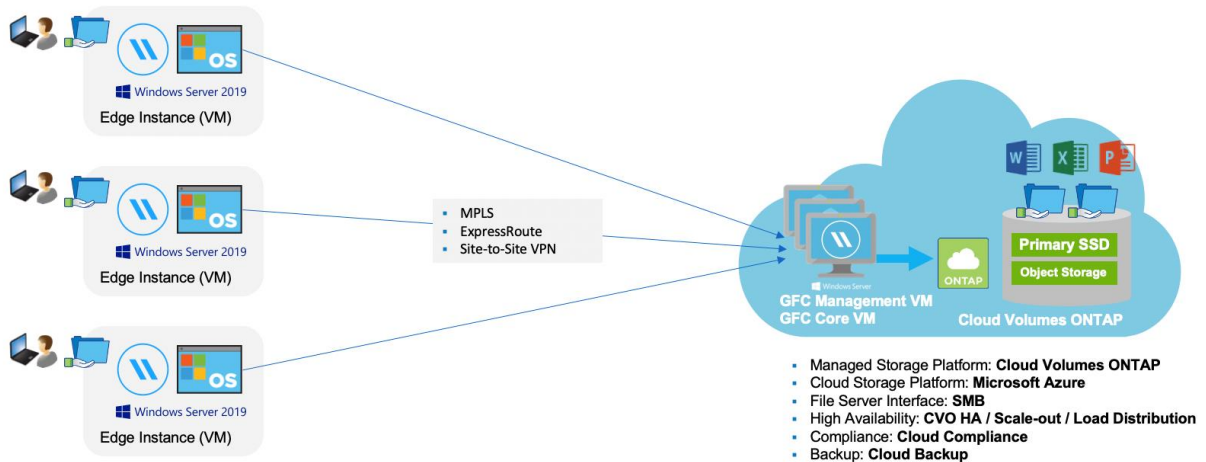 OS
Windows Server 2019
Edge Instance (VM)
OS
Windows Server 2019
Edge Instance (VM)
OS
Windows Server 2019
Edge Instance (VM)
▪ MPLS
▪ ExpressRoute
▪ Site-to-Site VPN
W
X
P
Primary SSD
Object Storage
ONTAP
Windows Server
GFC Management VM
GFC Core VM
Cloud Volumes ONTAP
▪ Managed Storage Platform: Cloud Volumes ONTAP
▪ Cloud Storage Platform: Microsoft Azure
▪ File Server Interface: SMB
▪ High Availability: CVO HA / Scale-out / Load Distribution
▪ Compliance: Cloud Compliance
▪ Backup: Cloud Backup